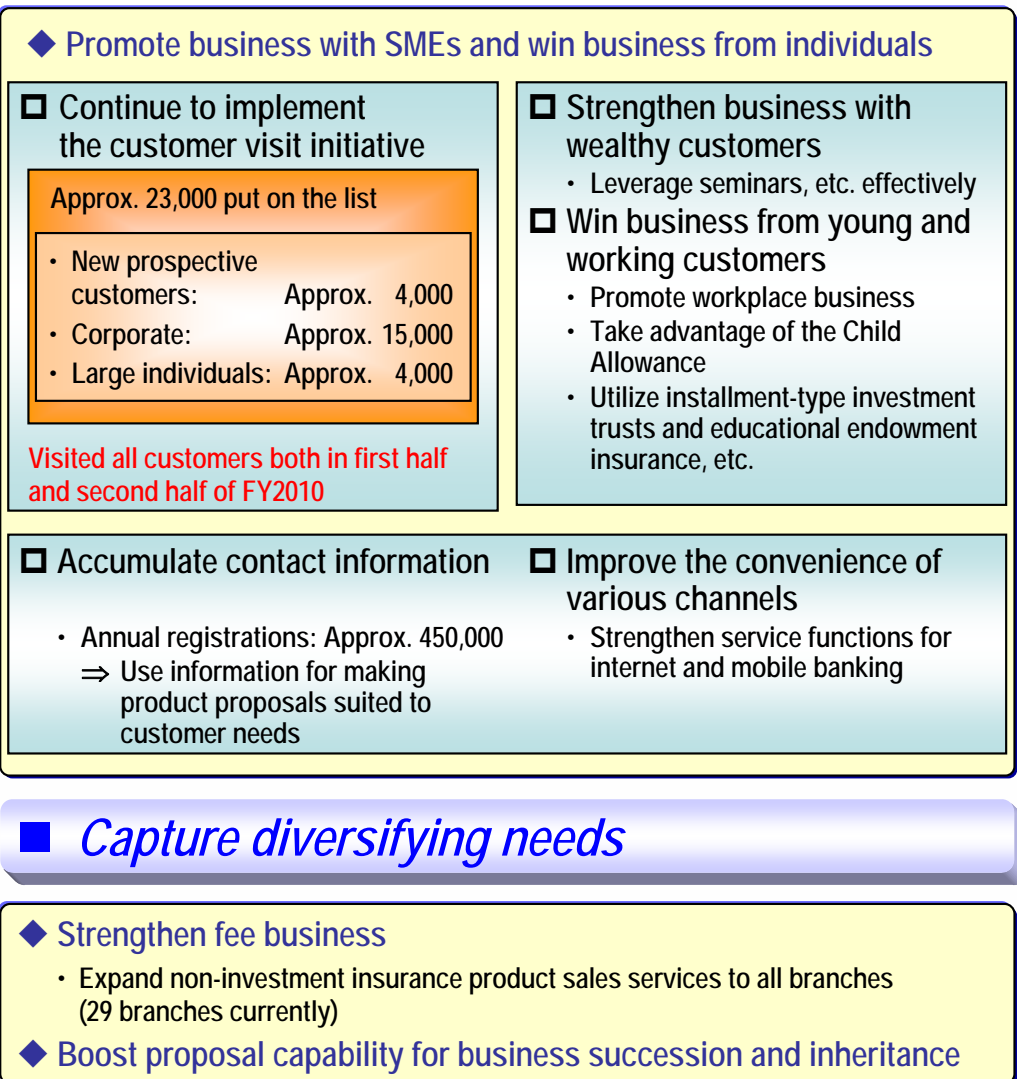 ◆ Promote business with SMEs and win business from individuals
□ Continue to implement
the customer visit initiative
Approx. 23,000 put on the list
・ New prospective
customers: Approx. 4,000
・ Corporate: Approx. 15,000
・ Large individuals: Approx. 4,000
Visited all customers both in first half
and second half of FY2010
□ Strengthen business with
wealthy customers
・ Leverage seminars, etc. effectively
□ Win business from young and
working customers
・ Promote workplace business
・ Take advantage of the Child
Allowance
・ Utilize installment-type investment
trusts and educational endowment
insurance, etc.
□ Accumulate contact information
・ Annual registrations: Approx. 450,000
⇒ Use information for making
product proposals suited to
customer needs
□ Improve the convenience of
various channels
・ Strengthen service functions for
internet and mobile banking
■ Capture diversifying needs
◆ Strengthen fee business
・ Expand non-investment insurance product sales services to all branches
(29 branches currently)
◆ Boost proposal capability for business succession and inheritance